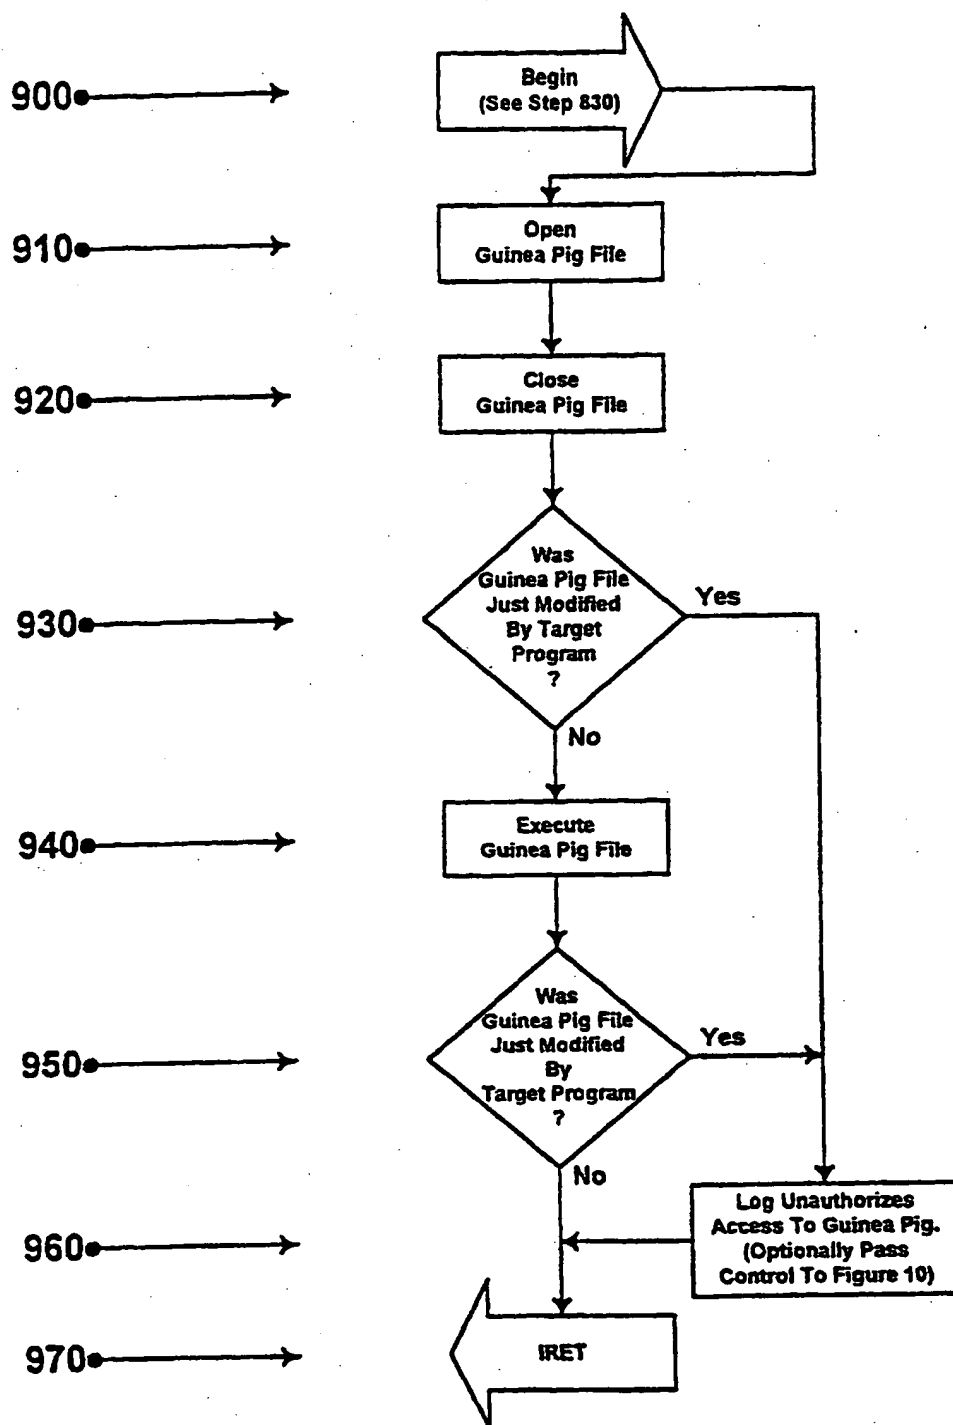 900
Begin
(See Step 830)
910
Open
Guinea Pig File
920
Close
Guinea Pig File
930
Was
Guinea Pig File
Just Modified
By Target
Program
?
Yes
No
940
Execute
Guinea Pig File
950
Was
Guinea Pig File
Just Modified
By
Target Program
?
Yes
No
960
Log Unauthorizes
Access To Guinea Pig.
(Optionally Pass
Control To Figure 10)
970
IRET